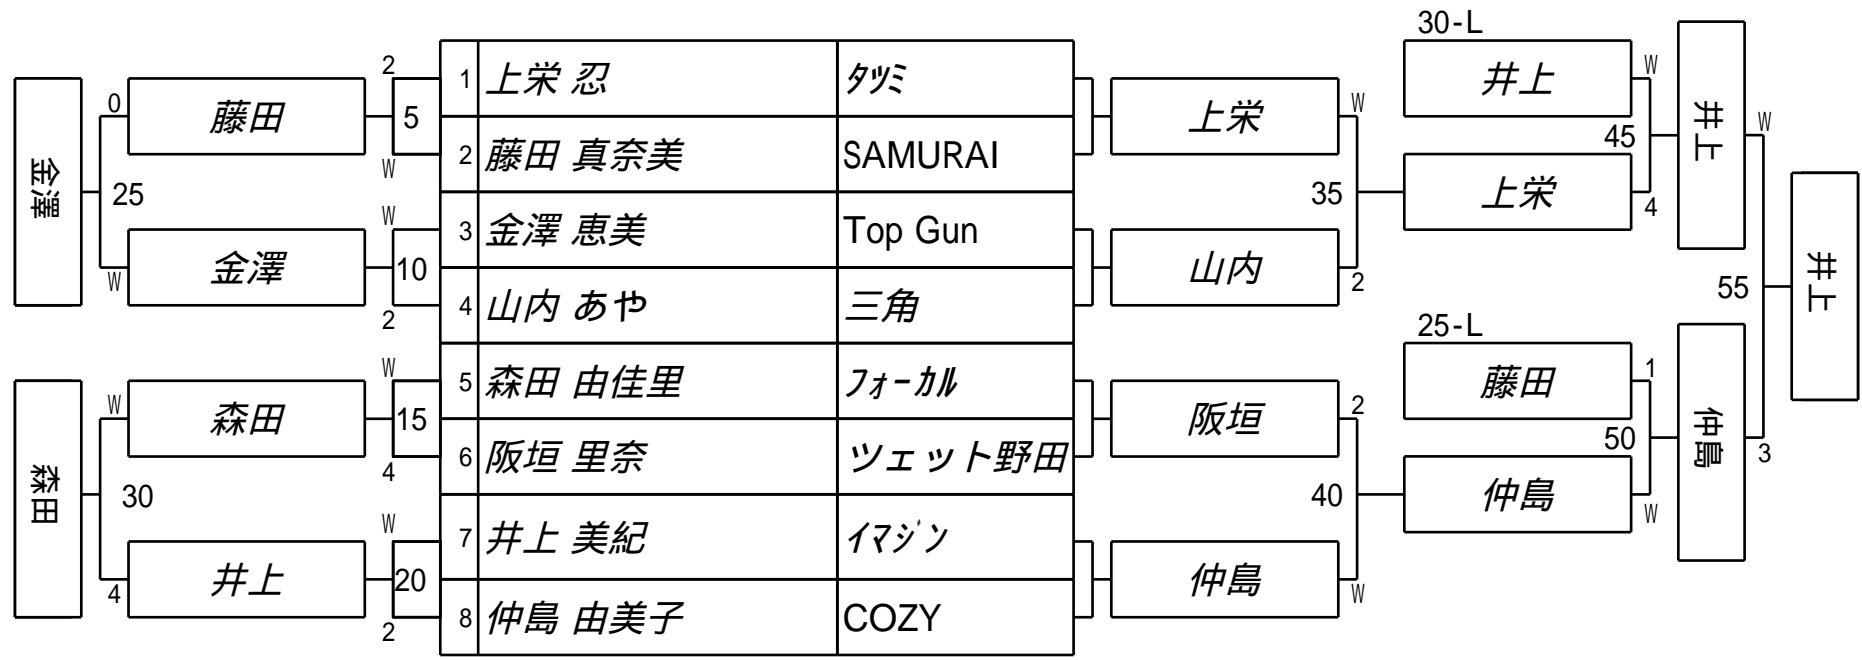 30-L
2
1 上栄 忍 ﾀﾂﾐ
井上
W
0
藤田
5
上栄
W
井上
W
45
2 藤田 真奈美 SAMURAI
W
金澤
25
35
上栄
4
W
3 金澤 恵美 Top Gun
金澤
W
10
山内
2
井上
55
4 山内 あや 三角
2
25-L
W
5 森田 由佳里 ﾌｫｰｶﾙ
藤田
1
W
森田
15
阪垣
2
仲島
3
50
6 阪垣 里奈 ツェット野田
4
森田
30
40
仲島
W
W
7 井上 美紀 ｲﾏｼﾞﾝ
井上
4
20
仲島
W
8 仲島 由美子 COZY
2